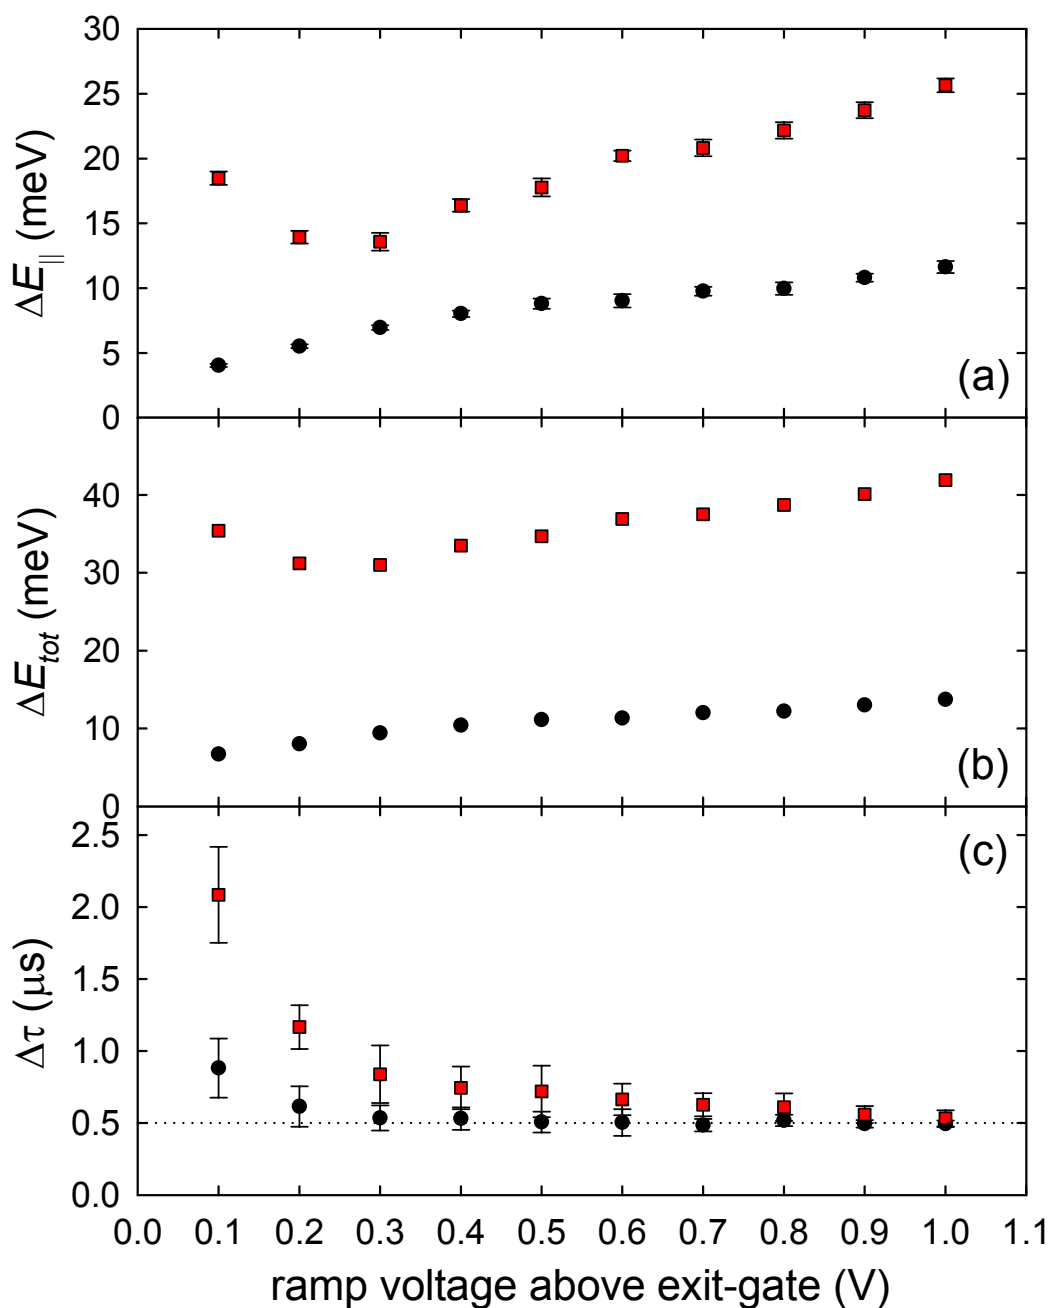 30
25
20
15
10
5
0
ΔE|| (meV)
(a)
40
30
20
10
0
ΔEtot (meV)
(b)
2.5
2.0
1.5
1.0
0.5
0.0
Δτ (μs)
(c)
0.0 0.1 0.2 0.3 0.4 0.5 0.6 0.7 0.8 0.9 1.0 1.1
ramp voltage above exit-gate (V)